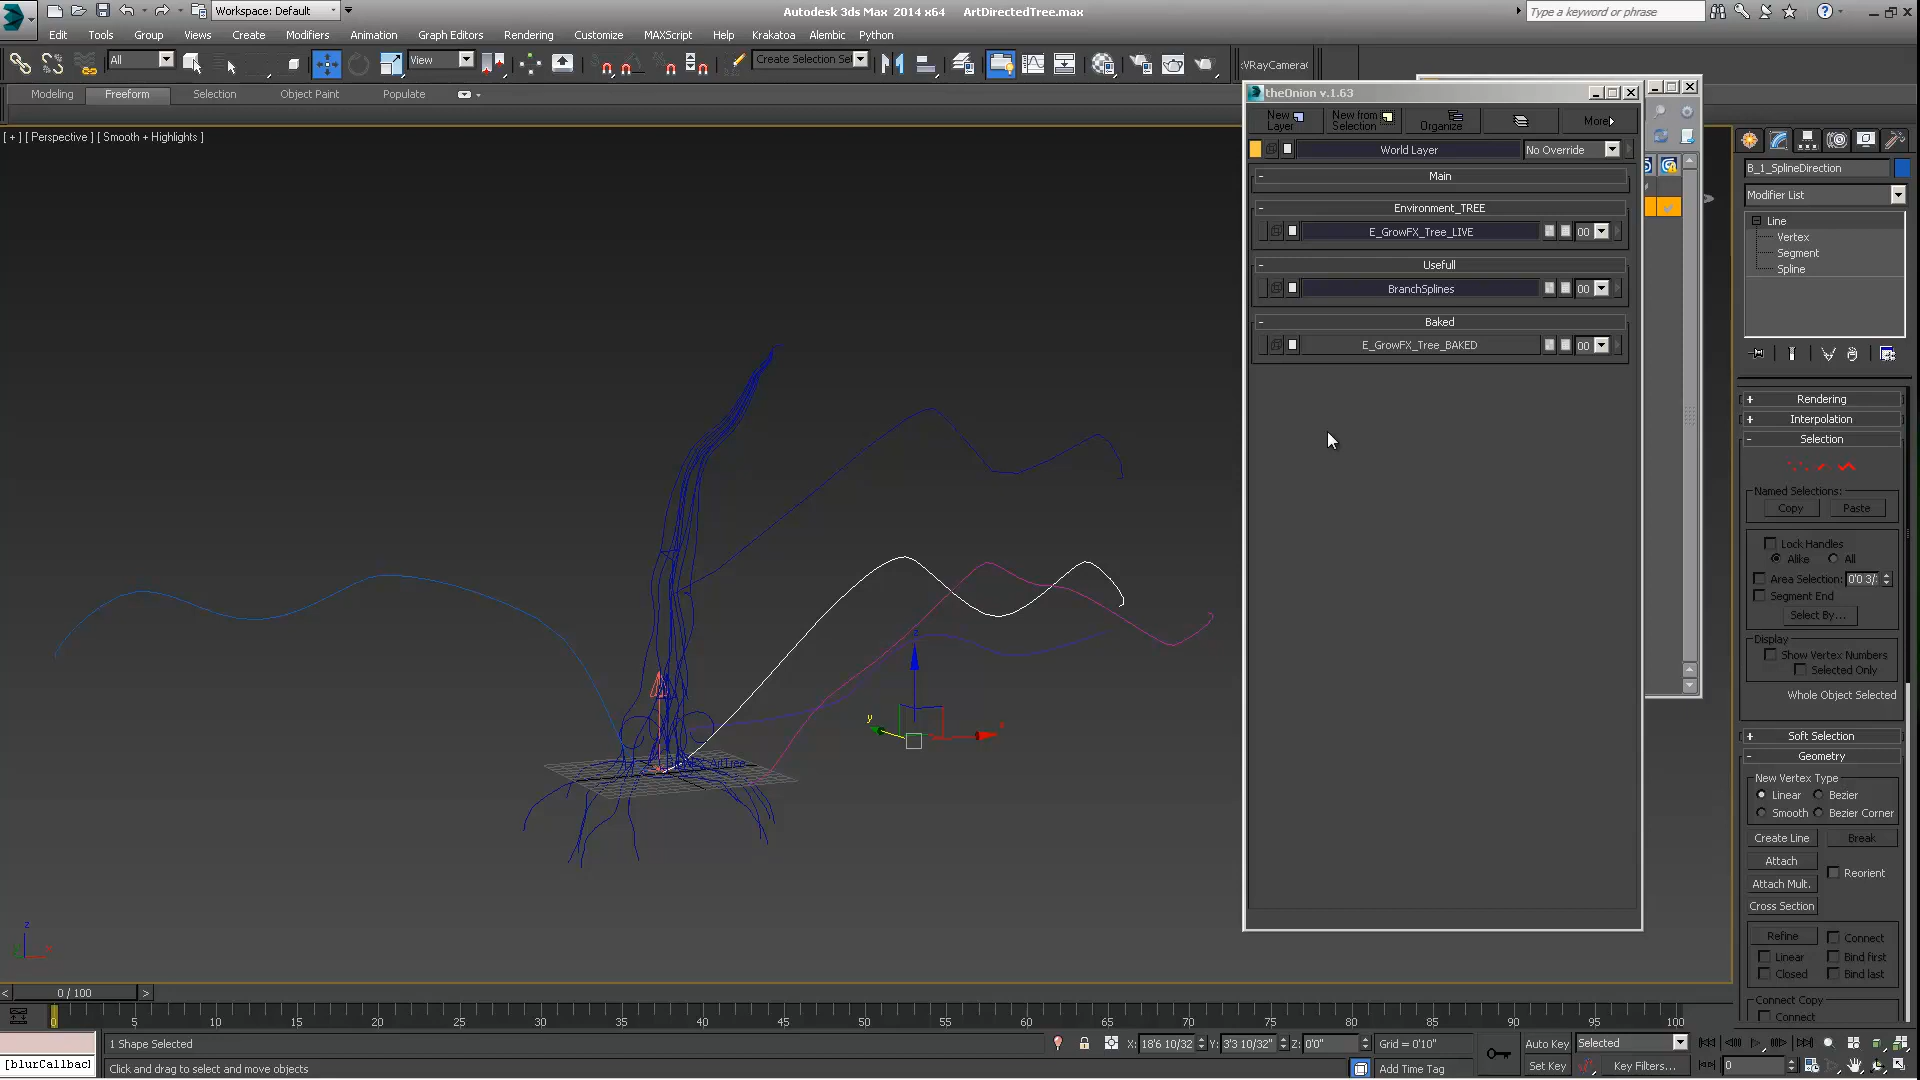 Workspace: Default
Autodesk 3ds Max 2014 x64 ArtDirectedTree.max
Type a keyword or phrase
Edit Tools Group Views Create Modifiers Animation Graph Editors Rendering Customize MAXScript Help Krakatoa Alembic Python
All
View
Create Selection Se
VRayCamera
Modeling Freeform Selection Object Paint Populate
[ + ] [ Perspective ] [ Smooth + Highlights ]
theOnion v.1.63
New Layer
New from Selection
Organize
More
World Layer
No Override
- Main
- Environment_TREE
E_GrowFX_Tree_LIVE
00
- Usefull
BranchSplines
00
- Baked
E_GrowFX_Tree_BAKED
00
B_1_SplineDirection
Modifier List
Line
Vertex
Segment
Spline
+ Rendering
+ Interpolation
- Selection
Named Selections:
Copy Paste
Lock Handles
Alike All
Area Selection: 0'0 3/
Segment End
Select By...
Display
Show Vertex Numbers
Selected Only
Whole Object Selected
+ Soft Selection
- Geometry
New Vertex Type
Linear Bezier
Smooth Bezier Corner
Create Line Break
Attach
Reorient
Attach Mult.
Cross Section
Refine Connect
Linear Bind first
Closed Bind last
Connect Copy
Connect
z
y
z
< 0 / 100 >
0 5 10 15 20 25 30 35 40 45 50 55 60 65 70 75 80 85 90 95 100
1 Shape Selected
X: 18'6 10/32 Y: 3'3 10/32" Z: 0'0"
Grid = 0'10"
Auto Key Selected
[blurCallbac
Click and drag to select and move objects
Add Time Tag
Set Key Key Filters...
0